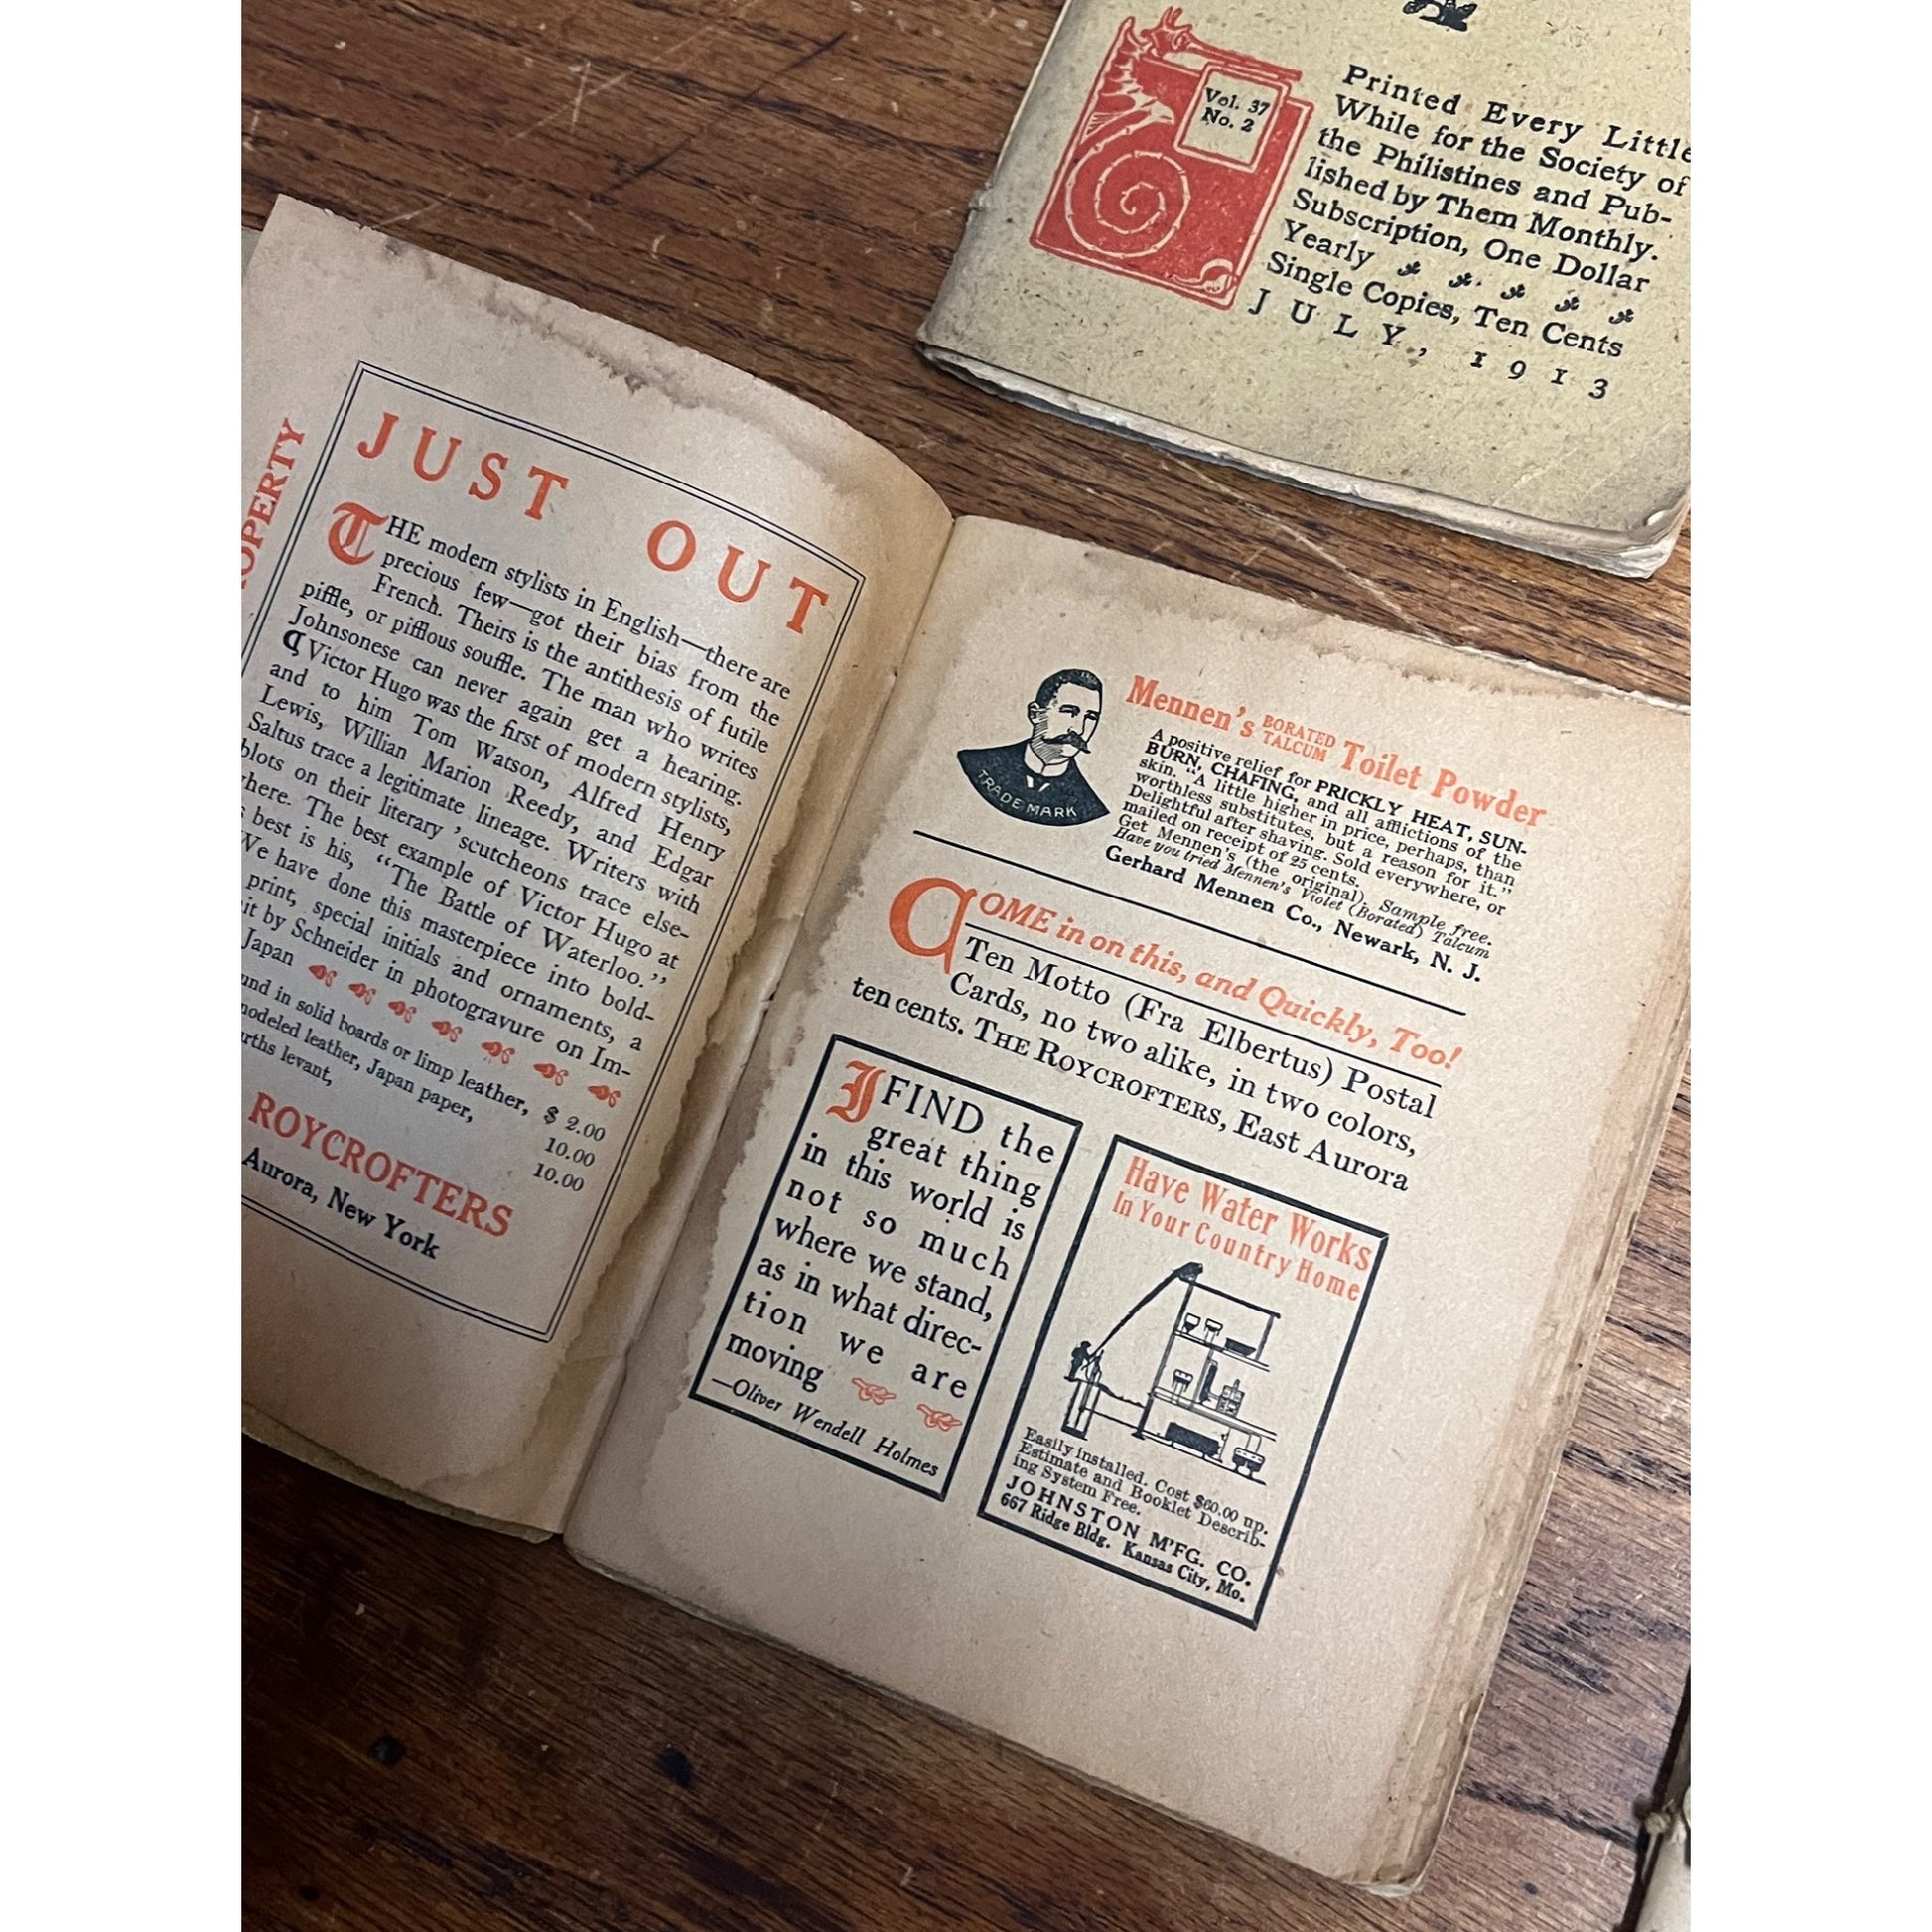 Vol. 37
No. 2
Printed Every Little
While for the Society of
the Philistines and Pub-
lished by Them Monthly.
Subscription, One Dollar
Yearly
Single Copies, Ten Cents
JULY, 1913
JUST OUT
THE modern stylists in English—there are
precious few—got their bias from the
French. Theirs is the antithesis of futile
piffle, or pifflous souffle. The man who writes
Johnsonese can never again get a hearing.
¶ Victor Hugo was the first of modern stylists,
and to him Tom Watson, Alfred Henry
Lewis, Willian Marion Reedy, and Edgar
Saltus trace a legitimate lineage. Writers with
blots on their literary 'scutcheons trace else-
here. The best example of Victor Hugo at
best is his, "The Battle of Waterloo."
We have done this masterpiece into bold-
print, special initials and ornaments, a
it by Schneider in photogravure on Im-
Japan
und in solid boards or limp leather, $ 2.00
modeled leather, Japan paper, 10.00
urths levant, 10.00
ROYCROFTERS
Aurora, New York
OPERTY
TRADE MARK
Mennen's BORATED TALCUM Toilet Powder
A positive relief for PRICKLY HEAT, SUN-
BURN, CHAFING, and all afflictions of the
skin. "A little higher in price, perhaps, than
worthless substitutes, but a reason for it."
Delightful after shaving. Sold everywhere, or
mailed on receipt of 25 cents.
Get Mennen's (the original). Sample free.
Have you tried Mennen's Violet (Borated) Talcum
Gerhard Mennen Co., Newark, N. J.
COME in on this, and Quickly, Too!
Ten Motto (Fra Elbertus) Postal
Cards, no two alike, in two colors,
ten cents. THE ROYCROFTERS, East Aurora
I FIND the
great thing
in this world is
not so much
where we stand,
as in what direc-
tion we are
moving
—Oliver Wendell Holmes
Have Water Works
In Your Country Home
Easily installed. Cost $60.00 up.
Estimate and Booklet Describ-
ing System Free.
JOHNSTON M'FG. CO.
667 Ridge Bldg. Kansas City, Mo.